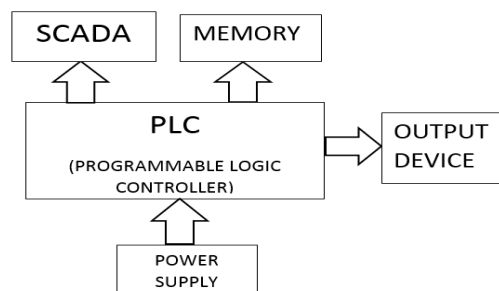 SCADA
MEMORY
PLC
(PROGRAMMABLE LOGIC
CONTROLLER)
OUTPUT
DEVICE
POWER
SUPPLY